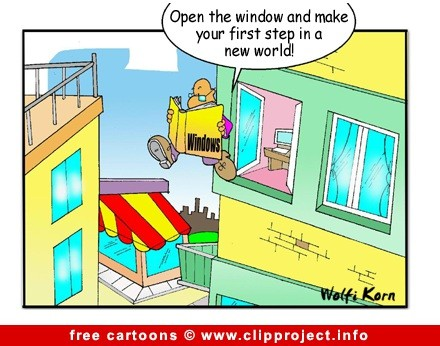 Open the window and make
your first step in a
new world!
Windows
Wolfi Korn
free cartoons © www.clipproject.info